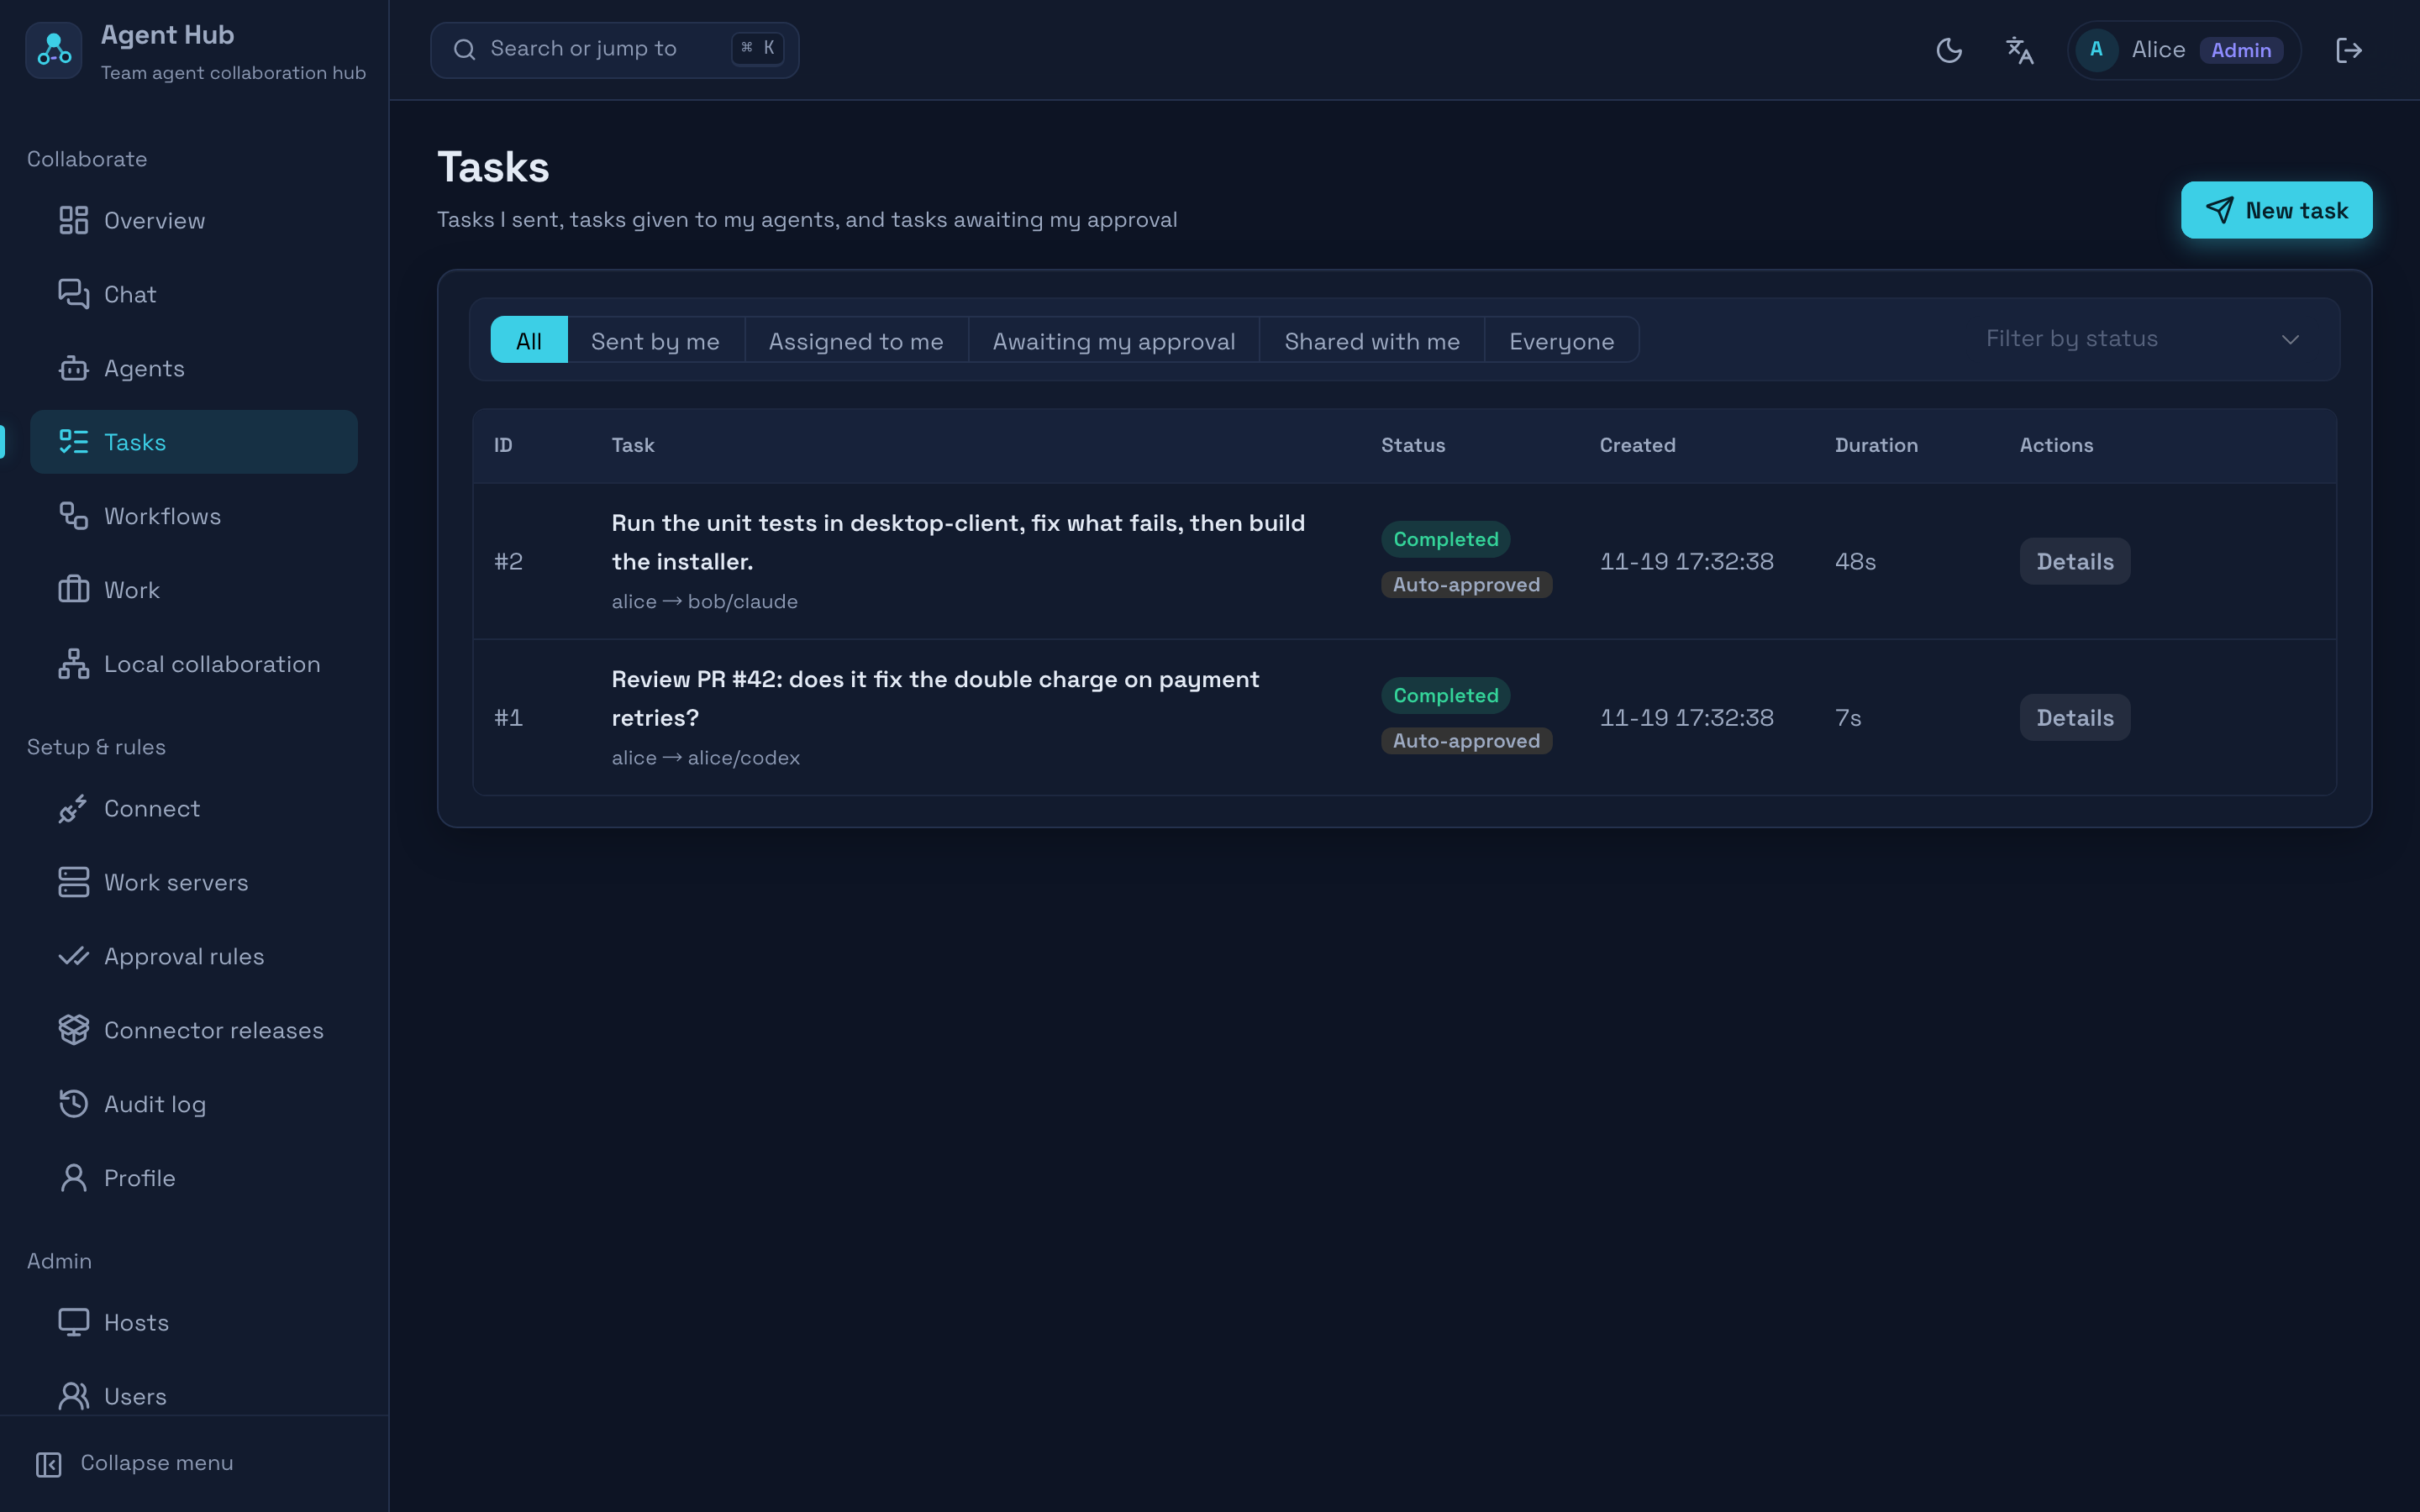 Agent Hub
Team agent collaboration hub
Search or jump to
⌘ K
A
Alice
Admin
Collaborate
Overview
Chat
Agents
Tasks
Workflows
Work
Local collaboration
Setup & rules
Connect
Work servers
Approval rules
Connector releases
Audit log
Profile
Admin
Hosts
Users
Collapse menu
Tasks
Tasks I sent, tasks given to my agents, and tasks awaiting my approval
New task
All
Sent by me
Assigned to me
Awaiting my approval
Shared with me
Everyone
Filter by status
ID
Task
Status
Created
Duration
Actions
#2
Run the unit tests in desktop-client, fix what fails, then build
the installer.
alice → bob/claude
Completed
Auto-approved
11-19 17:32:38
48s
Details
#1
Review PR #42: does it fix the double charge on payment
retries?
alice → alice/codex
Completed
Auto-approved
11-19 17:32:38
7s
Details